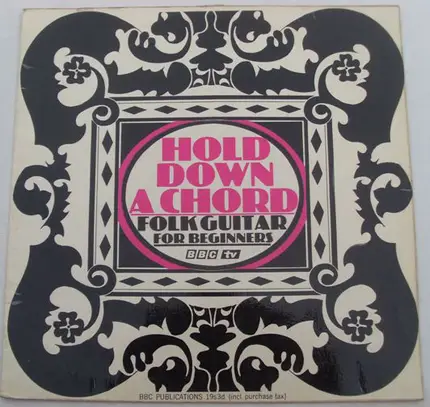 HOLD
DOWN
A CHORD
FOLK GUITAR
FOR BEGINNERS
BBC tv
BBC PUBLICATIONS 19s3d (incl. purchase tax)